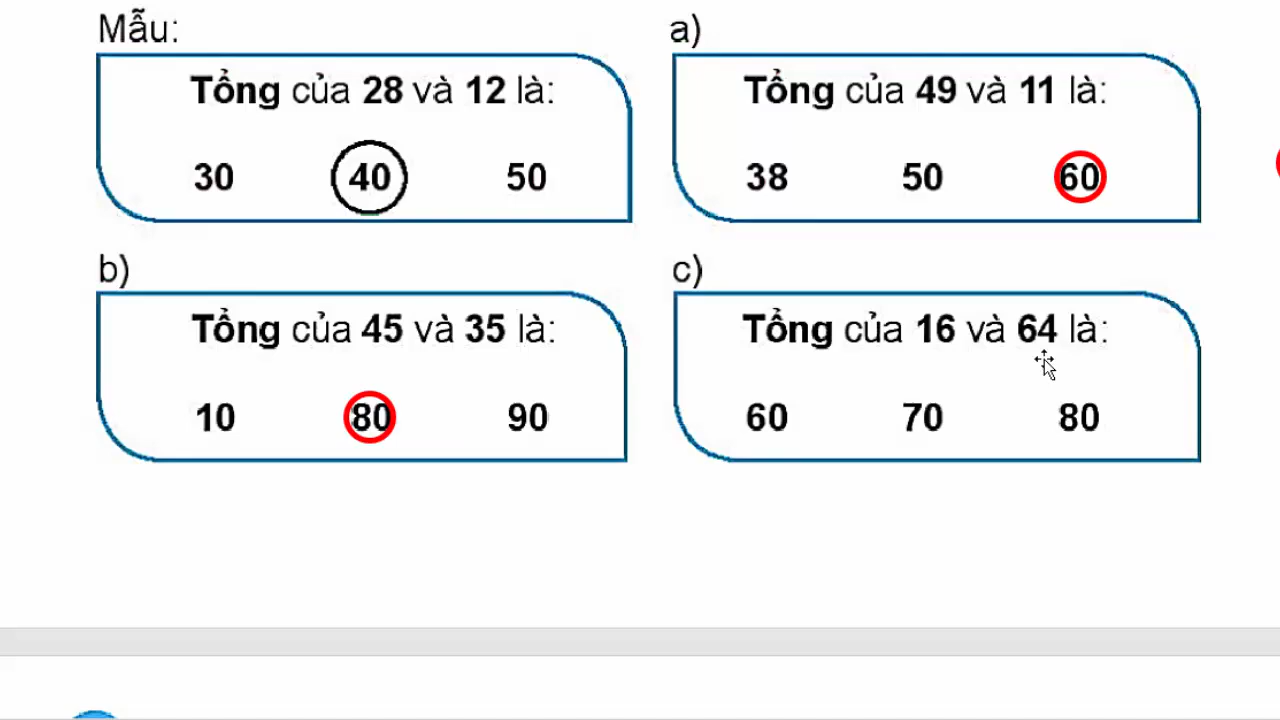 Mẫu:
Tổng của 28 và 12 là:
30 40 50
a)
Tổng của 49 và 11 là:
38 50 60
b)
Tổng của 45 và 35 là:
10 80 90
c)
Tổng của 16 và 64 là:
60 70 80